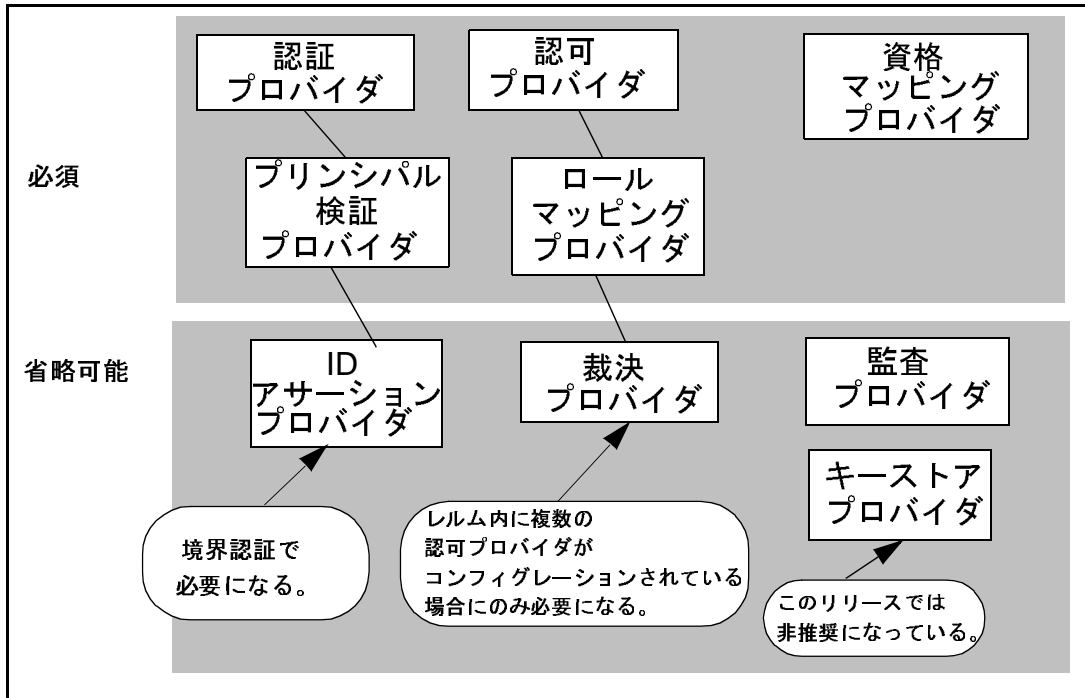 必須
認証
プロバイダ
認可
プロバイダ
資格
マッピング
プロバイダ
プリンシパル
検証
プロバイダ
ロール
マッピング
プロバイダ
省略可能
ID
アサーション
プロバイダ
裁決
プロバイダ
監査
プロバイダ
キーストア
プロバイダ
境界認証で
必要になる。
レルム内に複数の
認可プロバイダが
コンフィグレーションされている
場合にのみ必要になる。
このリリースでは
非推奨になっている。